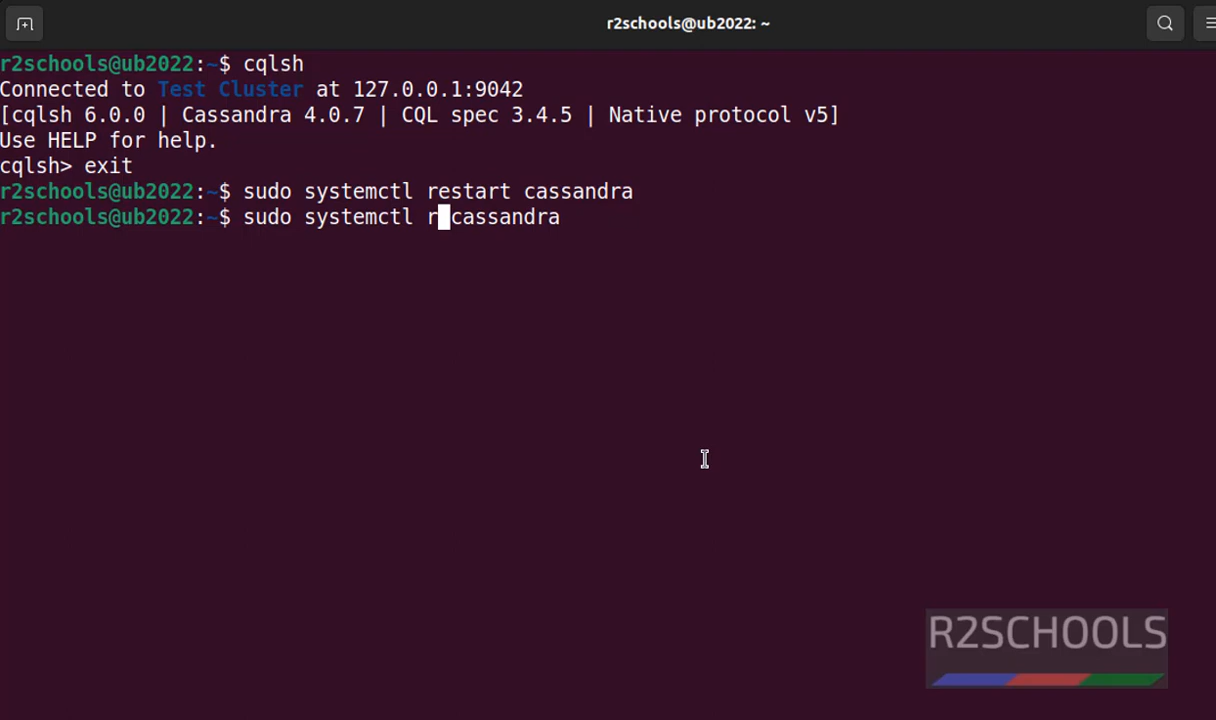 r2schools@ub2022: ~
r2schools@ub2022:~$ cqlsh
Connected to Test Cluster at 127.0.0.1:9042
[cqlsh 6.0.0 | Cassandra 4.0.7 | CQL spec 3.4.5 | Native protocol v5]
Use HELP for help.
cqlsh> exit
r2schools@ub2022:~$ sudo systemctl restart cassandra
r2schools@ub2022:~$ sudo systemctl r cassandra
R2SCHOOLS